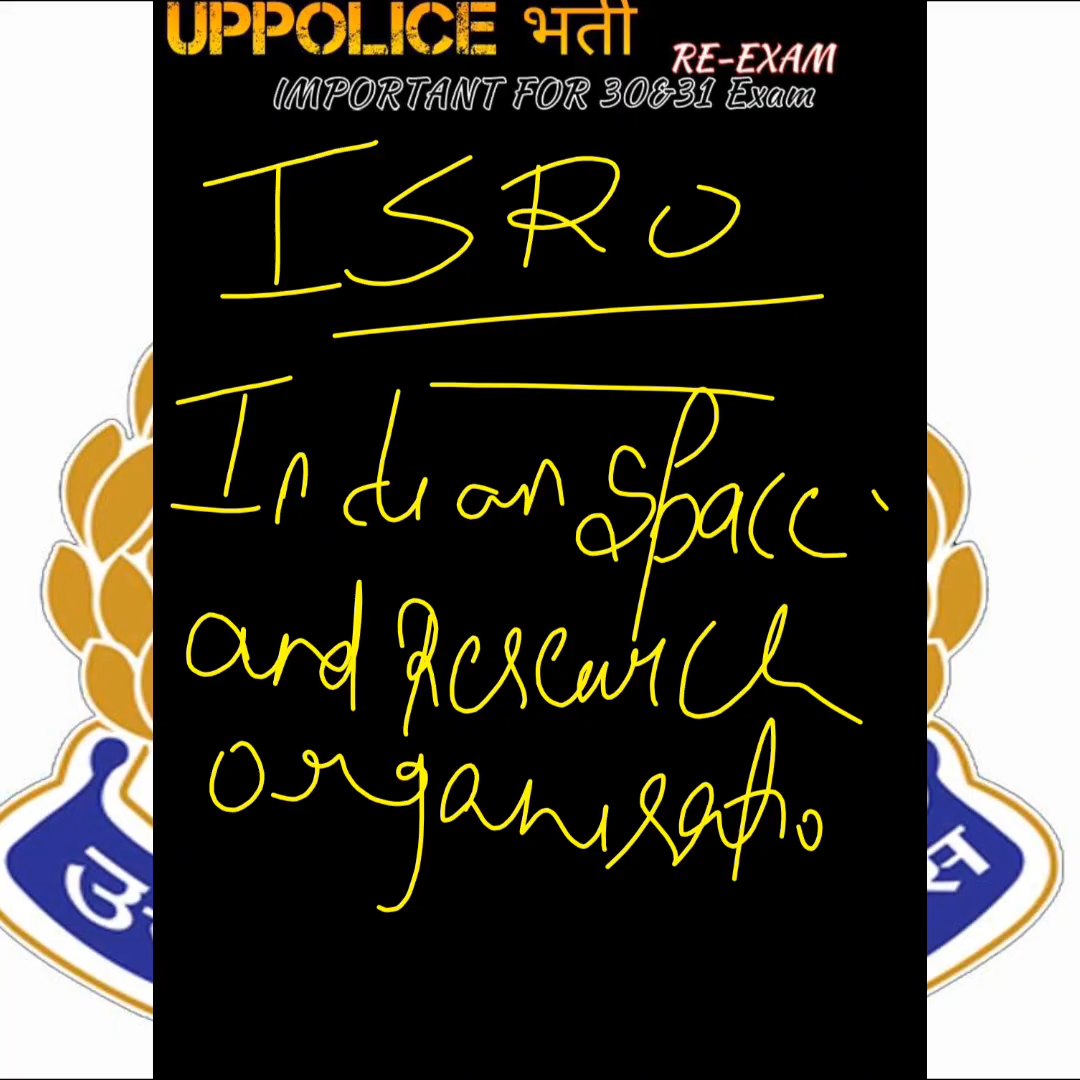 UPPOLICE भर्ती
RE-EXAM
IMPORTANT FOR 30&31 Exam
ISRO
Indian Space
and Research
organisatio